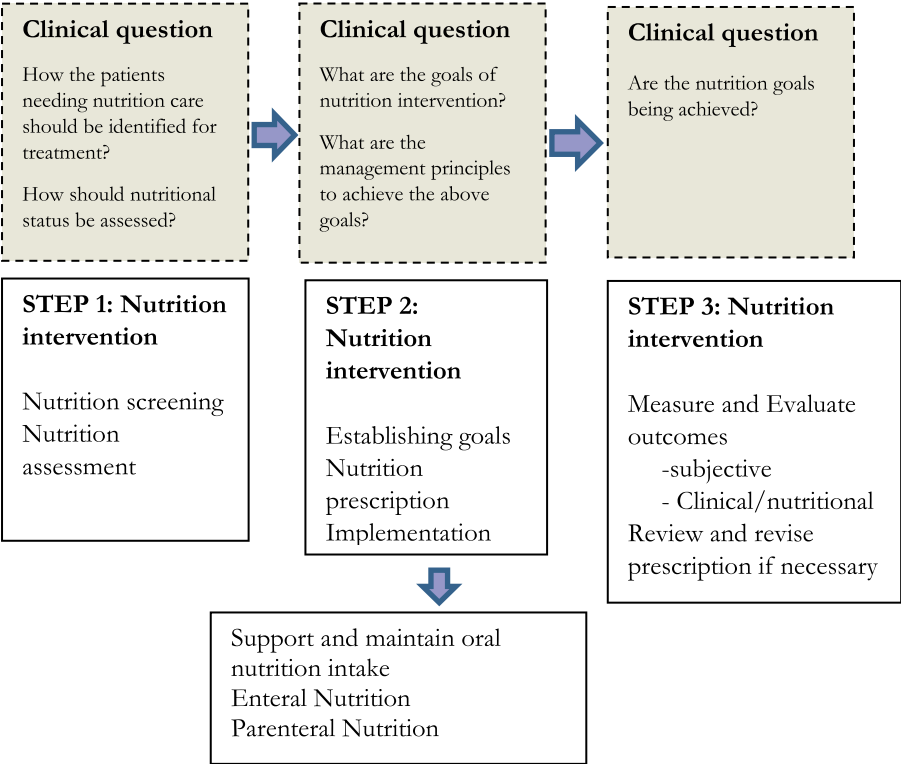 Clinical question
How the patients
needing nutrition care
should be identified for
treatment?
How should nutritional
status be assessed?
Clinical question
What are the goals of
nutrition intervention?
What are the
management principles
to achieve the above
goals?
Clinical question
Are the nutrition goals
being achieved?
STEP 1: Nutrition
intervention
Nutrition screening
Nutrition
assessment
STEP 2:
Nutrition
intervention
Establishing goals
Nutrition
prescription
Implementation
STEP 3: Nutrition
intervention
Measure and Evaluate
outcomes
-subjective
- Clinical/nutritional
Review and revise
prescription if necessary
Support and maintain oral
nutrition intake
Enteral Nutrition
Parenteral Nutrition